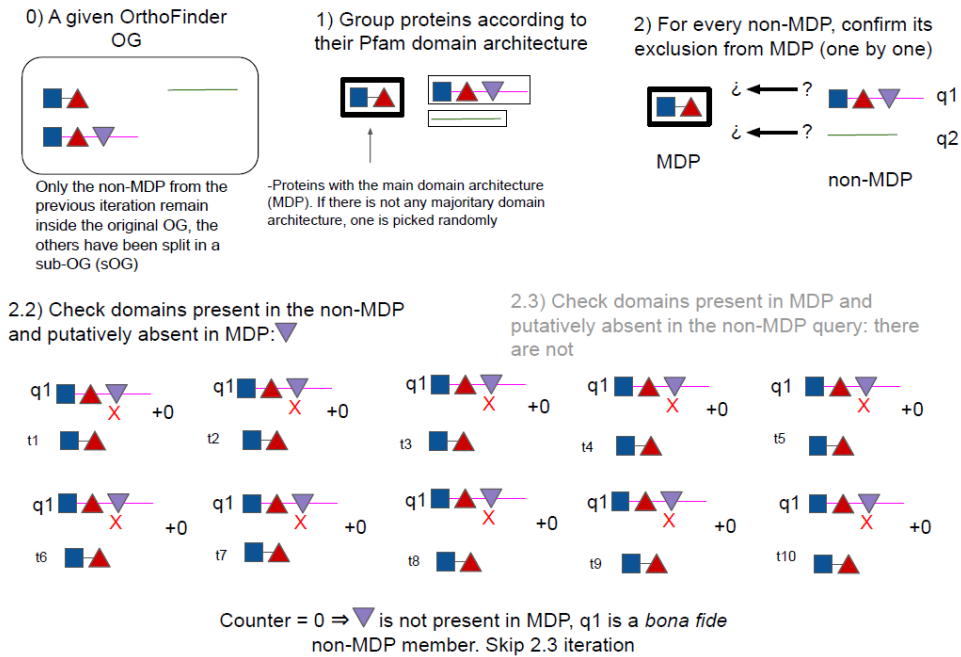 0) A given OrthoFinder
OG
Only the non-MDP from the
previous iteration remain
inside the original OG, the
others have been split in a
sub-OG (sOG)
1) Group proteins according to
their Pfam domain architecture
-Proteins with the main domain architecture
(MDP). If there is not any majoritary domain
architecture, one is picked randomly
2) For every non-MDP, confirm its
exclusion from MDP (one by one)
¿ ? q1
¿ ? q2
MDP
non-MDP
2.2) Check domains present in the non-MDP
and putatively absent in MDP:
2.3) Check domains present in MDP and
putatively absent in the non-MDP query: there
are not
q1 X +0
t1
q1 X +0
t2
q1 X +0
t3
q1 X +0
t4
q1 X +0
t5
q1 X +0
t6
q1 X +0
t7
q1 X +0
t8
q1 X +0
t9
q1 X +0
t10
Counter = 0 ⇒ is not present in MDP, q1 is a bona fide
non-MDP member. Skip 2.3 iteration